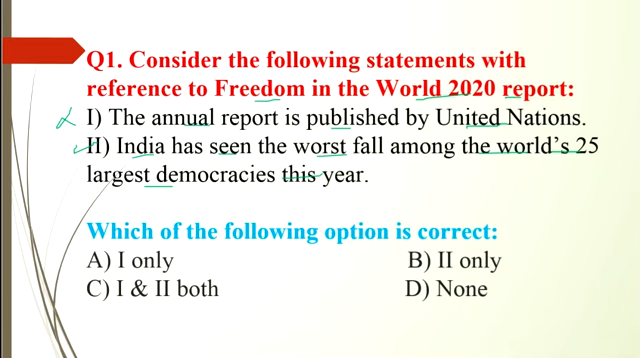 Q1. Consider the following statements with
reference to Freedom in the World 2020 report:
I) The annual report is published by United Nations.
II) India has seen the worst fall among the world's 25
largest democracies this year.
Which of the following option is correct:
A) I only B) II only
C) I & II both D) None